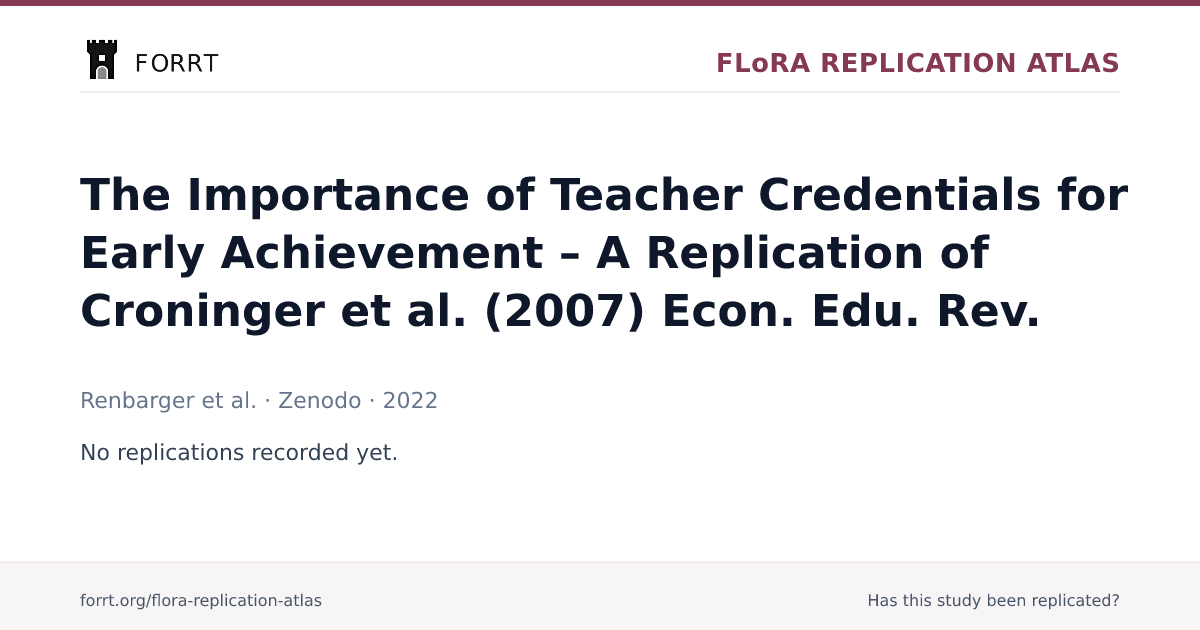 FORRT
FLoRA REPLICATION ATLAS
The Importance of Teacher Credentials for
Early Achievement – A Replication of
Croninger et al. (2007) Econ. Edu. Rev.
Renbarger et al. · Zenodo · 2022
No replications recorded yet.
forrt.org/flora-replication-atlas
Has this study been replicated?